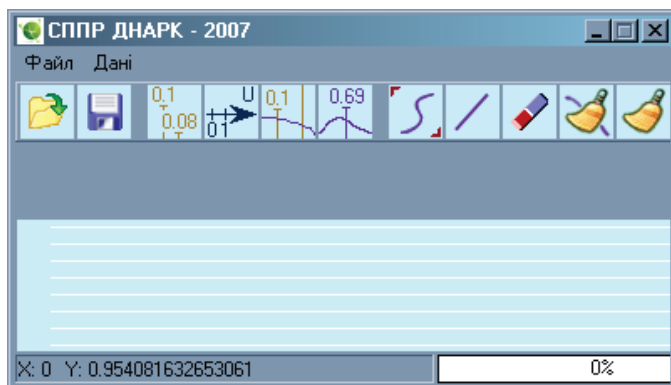 СППР ДНАРК - 2007
Файл Дані
0.1 0.08 U 01 0.1 0.69
X: 0 Y: 0.954081632653061 0%